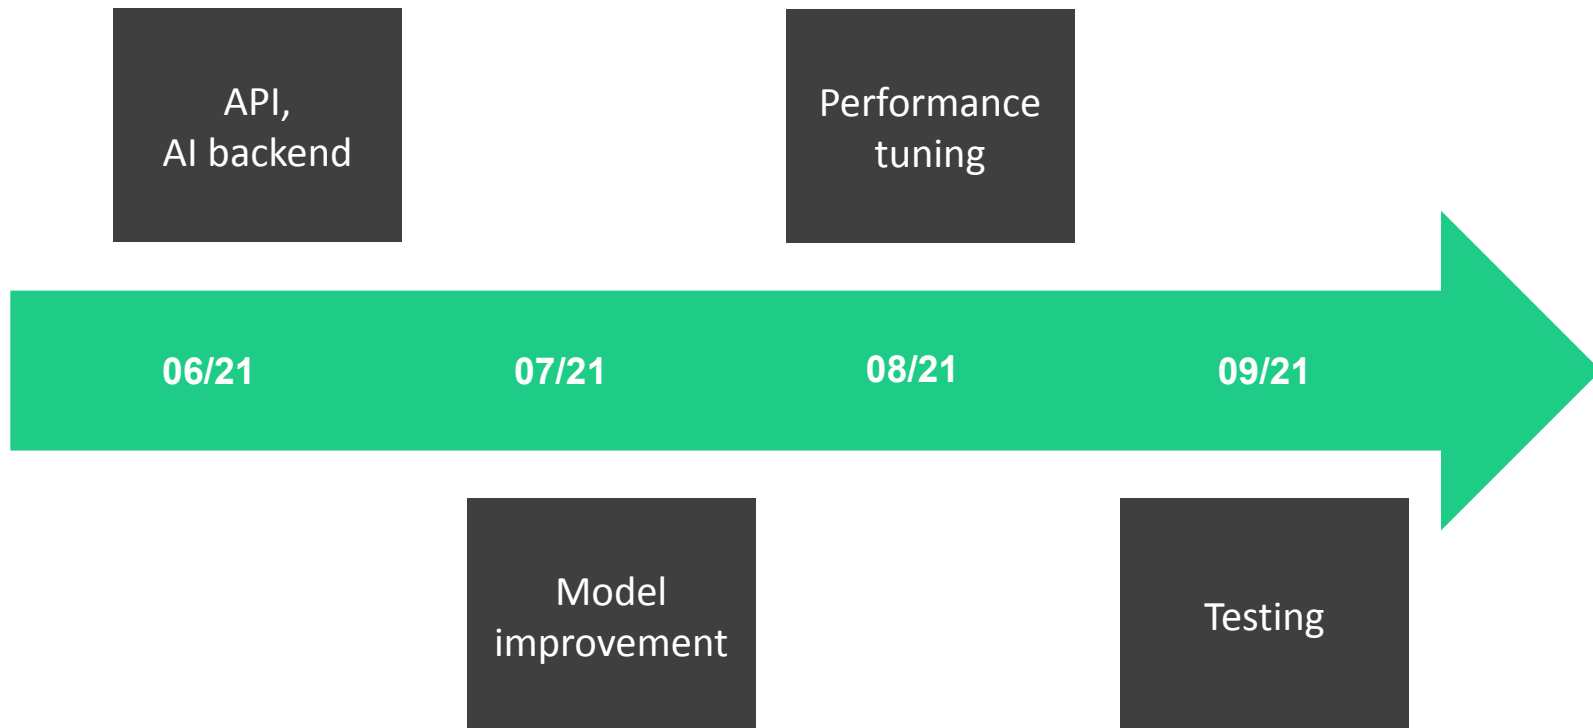 API,
AI backend
Performance
tuning
06/21
07/21
08/21
09/21
Model
improvement
Testing